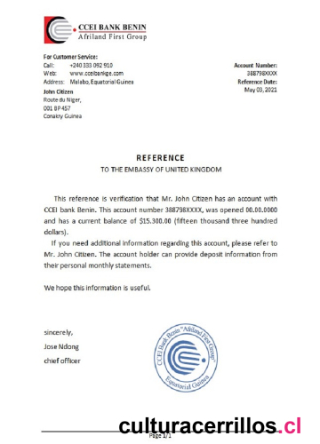 CCEI BANK BENIN
Afriland First Group
For Customer Service:
Call: +240 333 092 910
Web: www.cceibankge.com
Address: Malabo, Equatorial Guinea
Account Number:
388798XXXX
Reference Date:
May 03, 2021
John Citizen
Route du Niger,
001 BP 457
Conakry Guinea
REFERENCE
TO THE EMBASSY OF UNITED KINGDOM
This reference is verification that Mr. John Citizen has an account with
CCEI bank Benin. This account number 388798XXXX, was opened 00.00.0000
and has a current balance of $15.300.00 (fifteen thousand three hundred
dollars).
If you need additional information regarding this account, please refer to
Mr. John Citizen. The account holder can provide deposit information from
their personal monthly statements.
We hope this information is useful.
sincerely,
Jose Ndong
chief officer
CCEI Bank Benin "Afriland First Group"
Equatorial Guinea
culturacerrillos.cl
Page 1/1